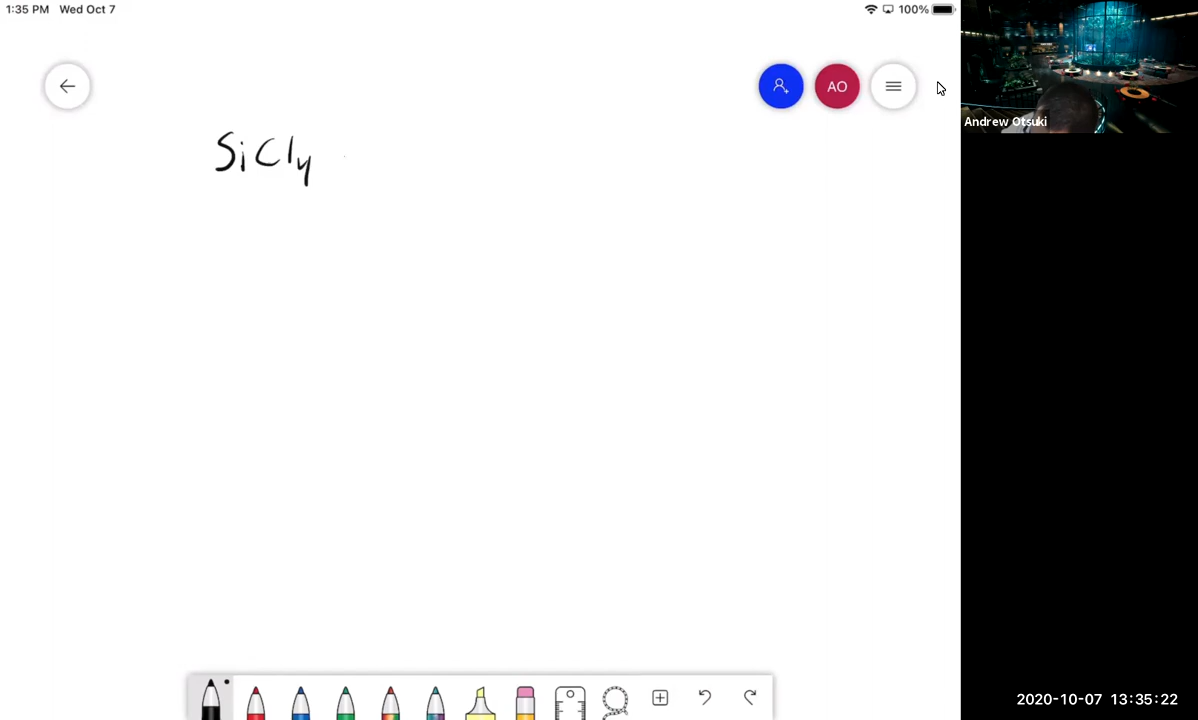 1:35 PM Wed Oct 7
100%
AO
SiCl4
Andrew Otsuki
2020-10-07 13:35:22